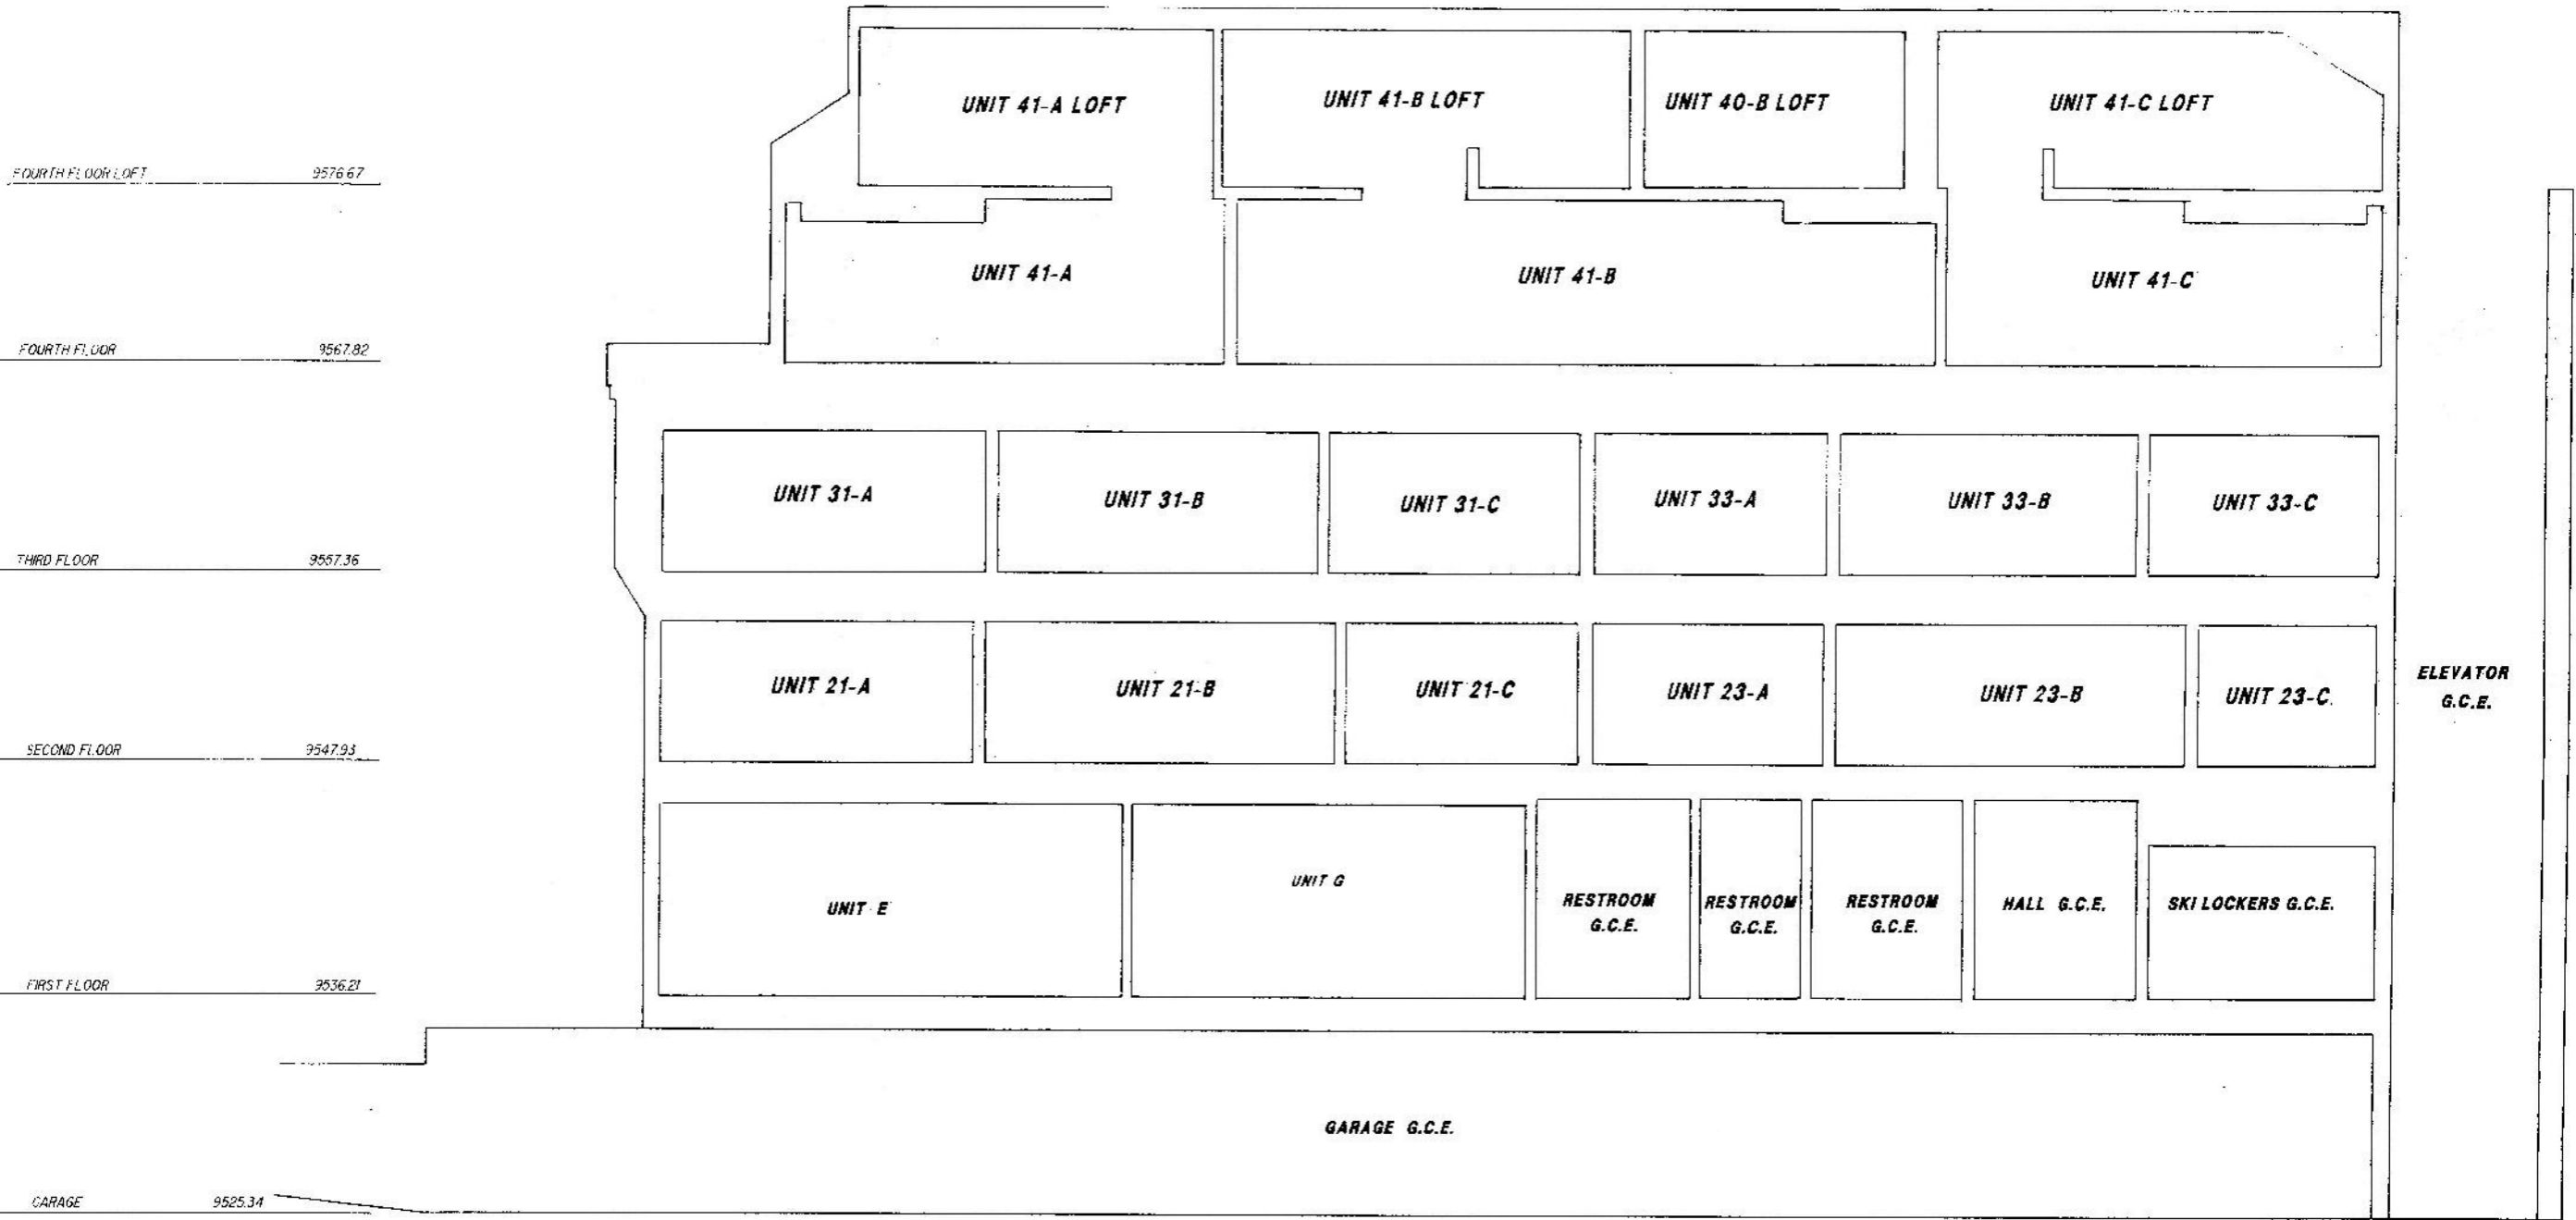 UNIT 41-A LOFT
UNIT 41-B LOFT
UNIT 40-B LOFT
UNIT 41-C LOFT
FOURTH FLOOR LOFT 9576.67
UNIT 41-A
UNIT 41-B
UNIT 41-C
FOURTH FLOOR 9567.82
UNIT 31-A
UNIT 31-B
UNIT 31-C
UNIT 33-A
UNIT 33-B
UNIT 33-C
THIRD FLOOR 9557.36
UNIT 21-A
UNIT 21-B
UNIT 21-C
UNIT 23-A
UNIT 23-B
UNIT 23-C
ELEVATOR
G.C.E.
SECOND FLOOR 9547.93
UNIT E
UNIT G
RESTROOM
G.C.E.
RESTROOM
G.C.E.
RESTROOM
G.C.E.
HALL G.C.E.
SKI LOCKERS G.C.E.
FIRST FLOOR 9536.21
GARAGE G.C.E.
GARAGE 9525.34